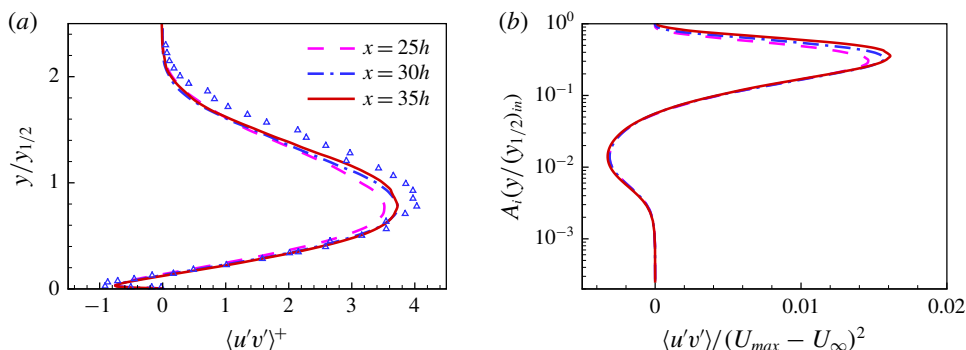 (a)
2
1
0
y/y1/2
−1 0 1 2 3 4
⟨u′v′⟩+
x = 25h
x = 30h
x = 35h
(b)
10^0
10^−1
10^−2
10^−3
Ai(y/(y1/2)in)
0 0.01 0.02
⟨u′v′⟩/(Umax − U∞)^2